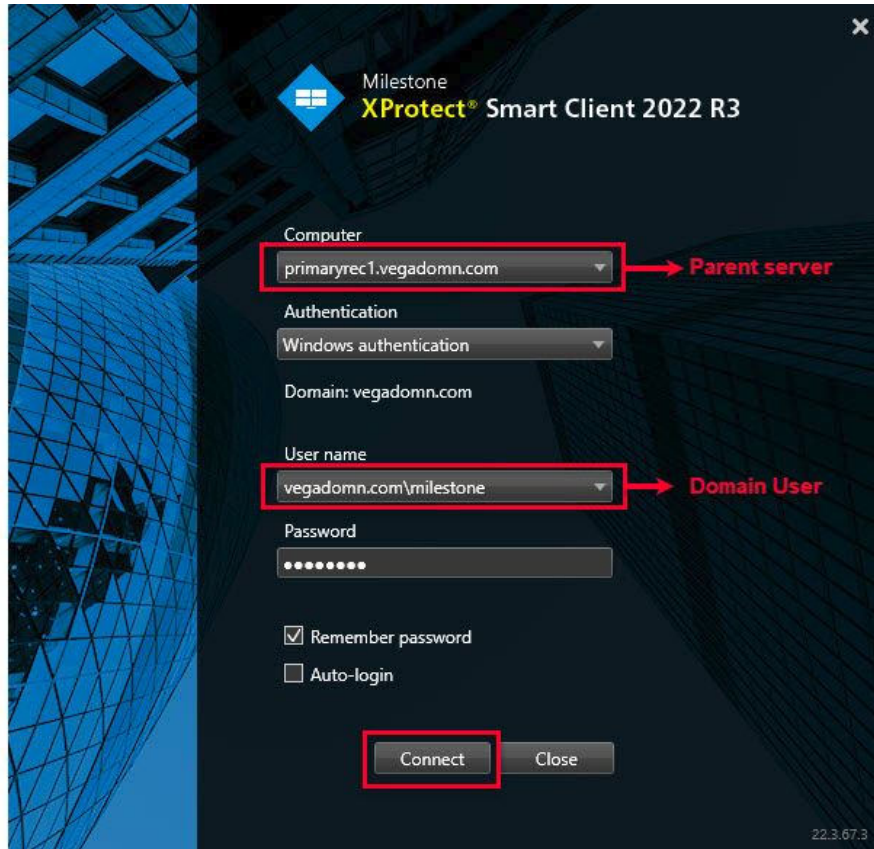 Milestone
XProtect® Smart Client 2022 R3
Computer
primaryrec1.vegadomn.com
Parent server
Authentication
Windows authentication
Domain: vegadomn.com
User name
vegadomn.com\milestone
Domain User
Password
●●●●●●●●
Remember password
Auto-login
Connect
Close
22.3.67.3